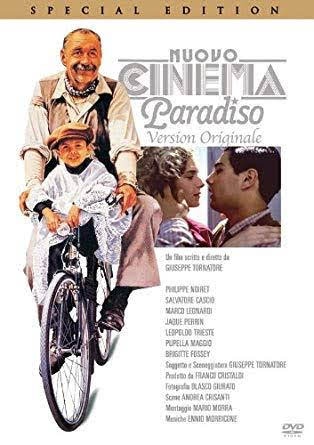 SPECIAL EDITION
NUOVO
CINEMA
Paradiso
Version Originale
Un film scritto e diretto da
GIUSEPPE TORNATORE
PHILIPPE NOIRET
SALVATORE CASCIO
MARCO LEONARDI
JAQUE PERRIN
LEOPOLDO TRIESTE
PUPELLA MAGGIO
BRIGITTE FOSSEY
Soggetto e Sceneggiatura GIUSEPPE TORNATORE
Prodotto da FRANCO CRISTALDI
Fotografia BLASCO GIURATO
Scene ANDREA CRISANTI
Montaggio MARIO MORRA
Musiche ENNIO MORRICONE
DVD
VIDEO